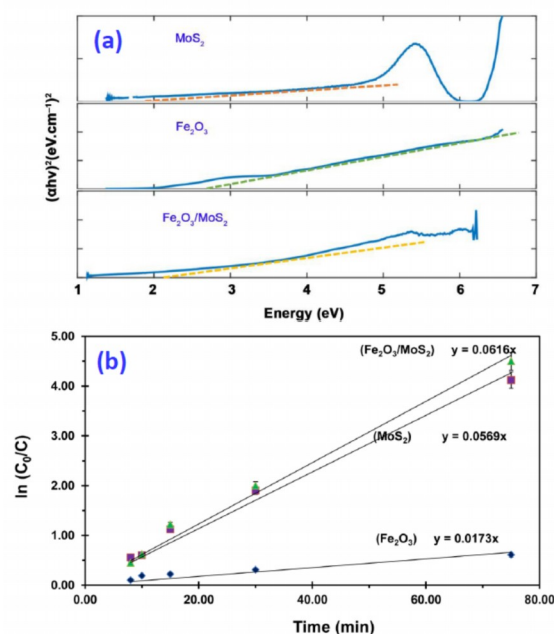 (a)
MoS₂
Fe₂O₃
Fe₂O₃/MoS₂
(αhν)²(eV.cm⁻¹)²
1 2 3 4 5 6 7
Energy (eV)
(b)
5.00
4.00
3.00
2.00
1.00
0.00
ln (C₀/C)
(Fe₂O₃/MoS₂) y = 0.0616x
(MoS₂) y = 0.0569x
(Fe₂O₃) y = 0.0173x
0.00 20.00 40.00 60.00 80.00
Time (min)